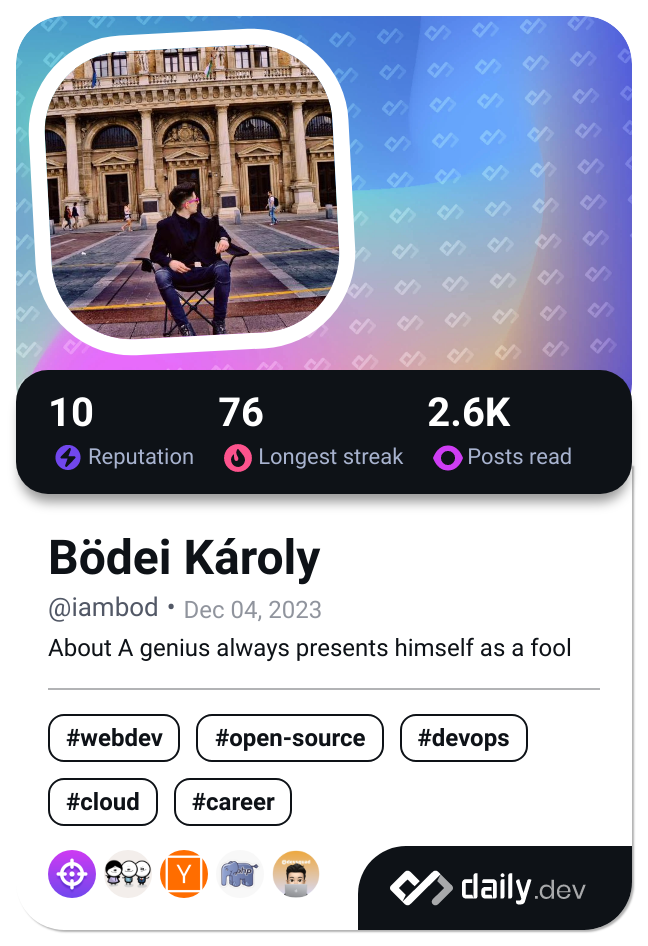 10 76 2.6K
Reputation Longest streak Posts read
Bödei Károly
@iambod • Dec 04, 2023
About A genius always presents himself as a fool
#webdev #open-source #devops
#cloud #career
Y php
daily.dev